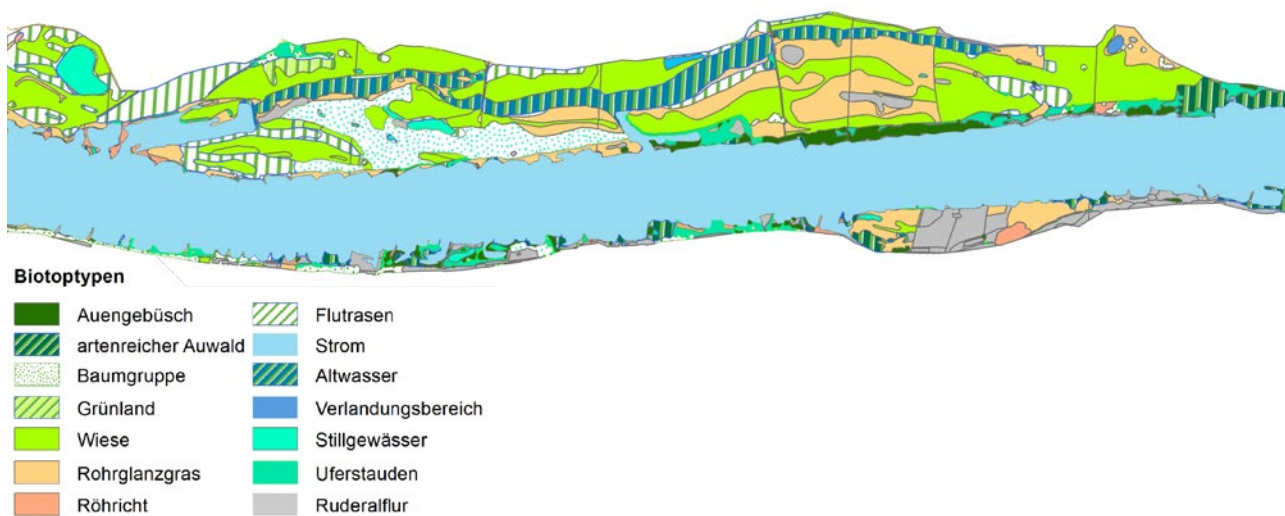 Biotoptypen
Auengebüsch
artenreicher Auwald
Baumgruppe
Grünland
Wiese
Rohrglanzgras
Röhricht
Flutrasen
Strom
Altwasser
Verlandungsbereich
Stillgewässer
Uferstauden
Ruderalflur